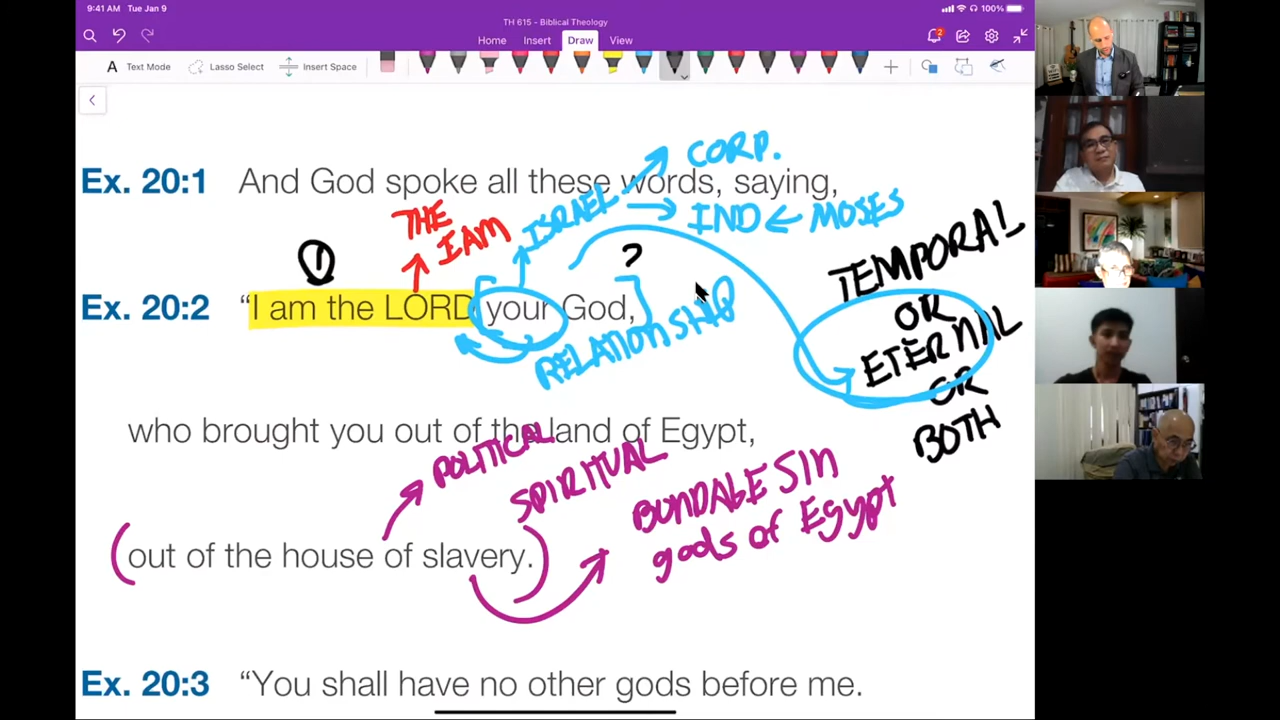 9:41 AM Tue Jan 9
100%
TH 615 - Biblical Theology
Home Insert Draw View
2
A Text Mode Lasso Select Insert Space
CORP.
Ex. 20:1 And God spoke all these words, saying,
THE I AM
ISRAEL
IND ← MOSES
TEMPORAL
OR
ETERNAL
OR
BOTH
1
?
Ex. 20:2 “I am the LORD your God,
RELATIONSHIP
who brought you out of the land of Egypt,
POLITICAL
SPIRITUAL
BUNDAGE SIN
gods of Egypt
out of the house of slavery.
Ex. 20:3 “You shall have no other gods before me.